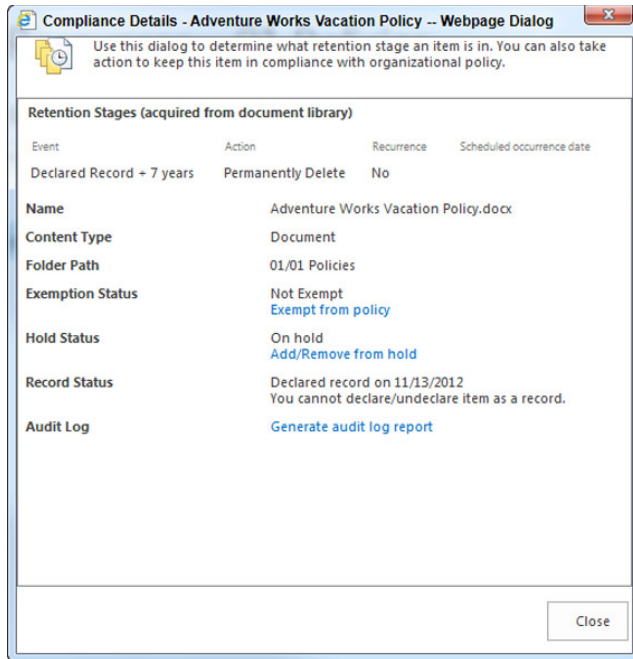 Compliance Details - Adventure Works Vacation Policy -- Webpage Dialog
Use this dialog to determine what retention stage an item is in. You can also take
action to keep this item in compliance with organizational policy.
Retention Stages (acquired from document library)
Event Action Recurrence Scheduled occurrence date
Declared Record + 7 years Permanently Delete No
Name Adventure Works Vacation Policy.docx
Content Type Document
Folder Path 01/01 Policies
Exemption Status Not Exempt
Exempt from policy
Hold Status On hold
Add/Remove from hold
Record Status Declared record on 11/13/2012
You cannot declare/undeclare item as a record.
Audit Log Generate audit log report
Close